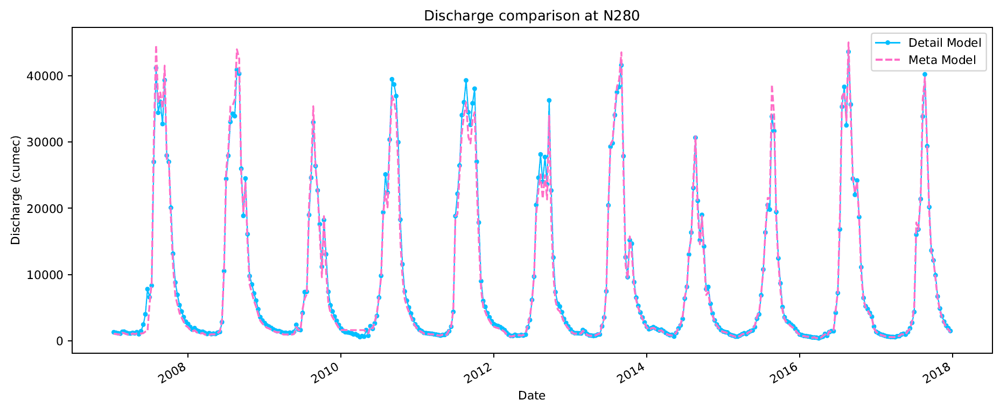 Discharge comparison at N280
Detail Model
Meta Model
Discharge (cumec)
40000
30000
20000
10000
0
2008
2010
2012
2014
2016
2018
Date